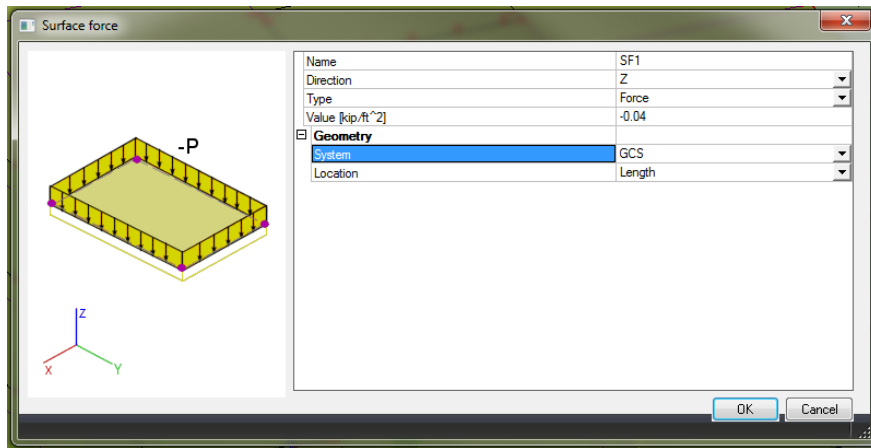 Surface force
Name SF1
Direction Z
Type Force
Value [kip/ft^2] -0.04
Geometry
System GCS
Location Length
-P
Z
X Y
OK Cancel